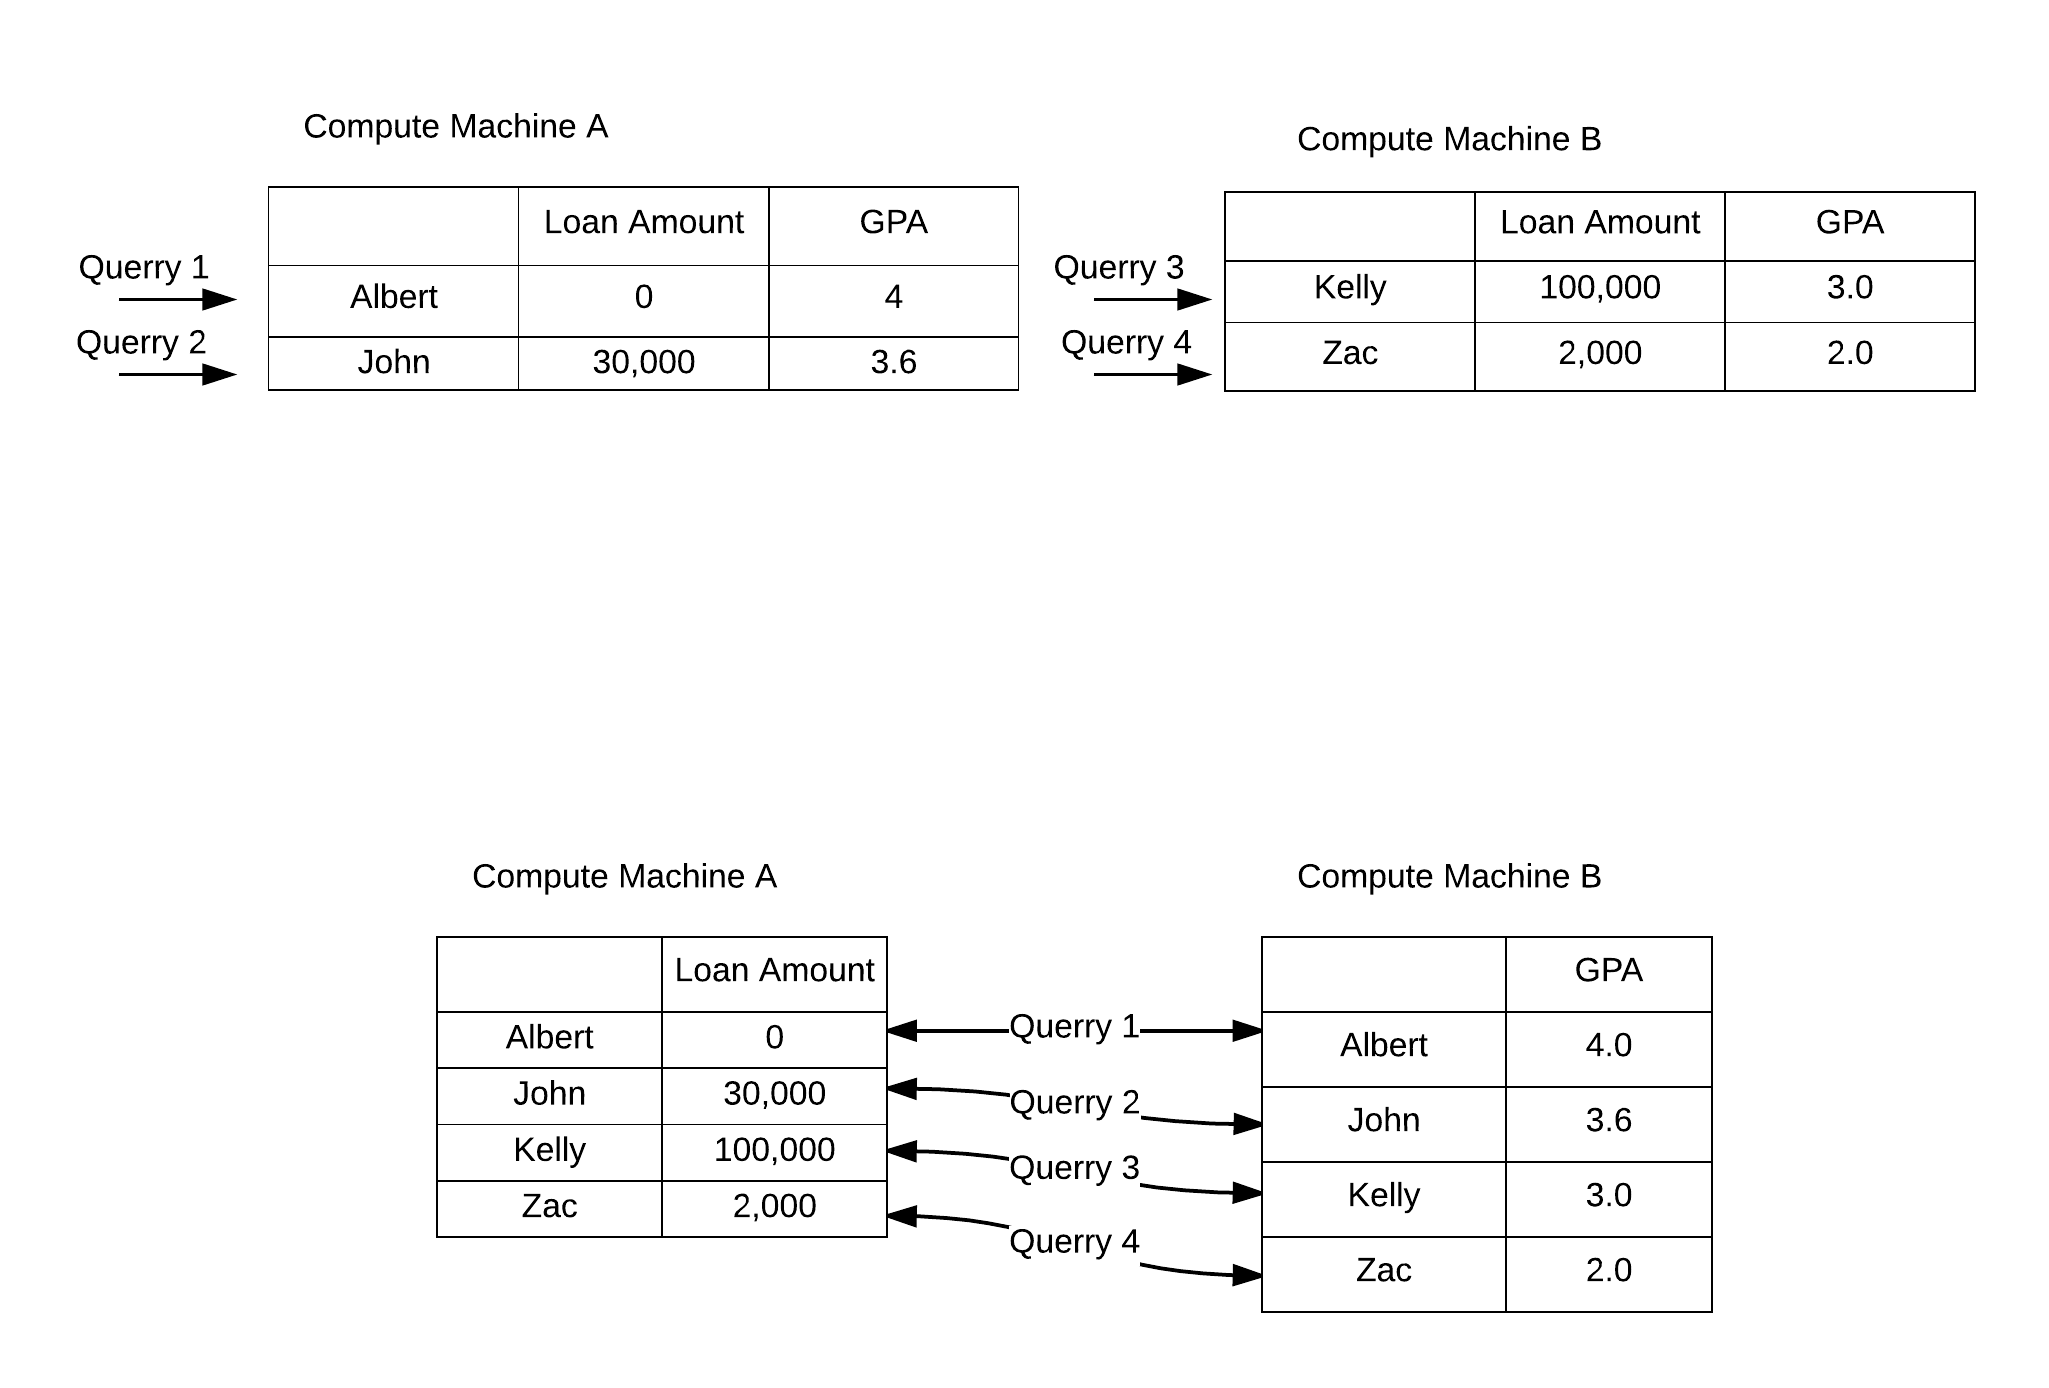 Compute Machine A
Loan Amount GPA
Querry 1
Albert 0 4
Querry 2
John 30,000 3.6
Compute Machine B
Loan Amount GPA
Querry 3
Kelly 100,000 3.0
Querry 4
Zac 2,000 2.0
Compute Machine A
Loan Amount
Albert 0
John 30,000
Kelly 100,000
Zac 2,000
Querry 1
Querry 2
Querry 3
Querry 4
Compute Machine B
GPA
Albert 4.0
John 3.6
Kelly 3.0
Zac 2.0